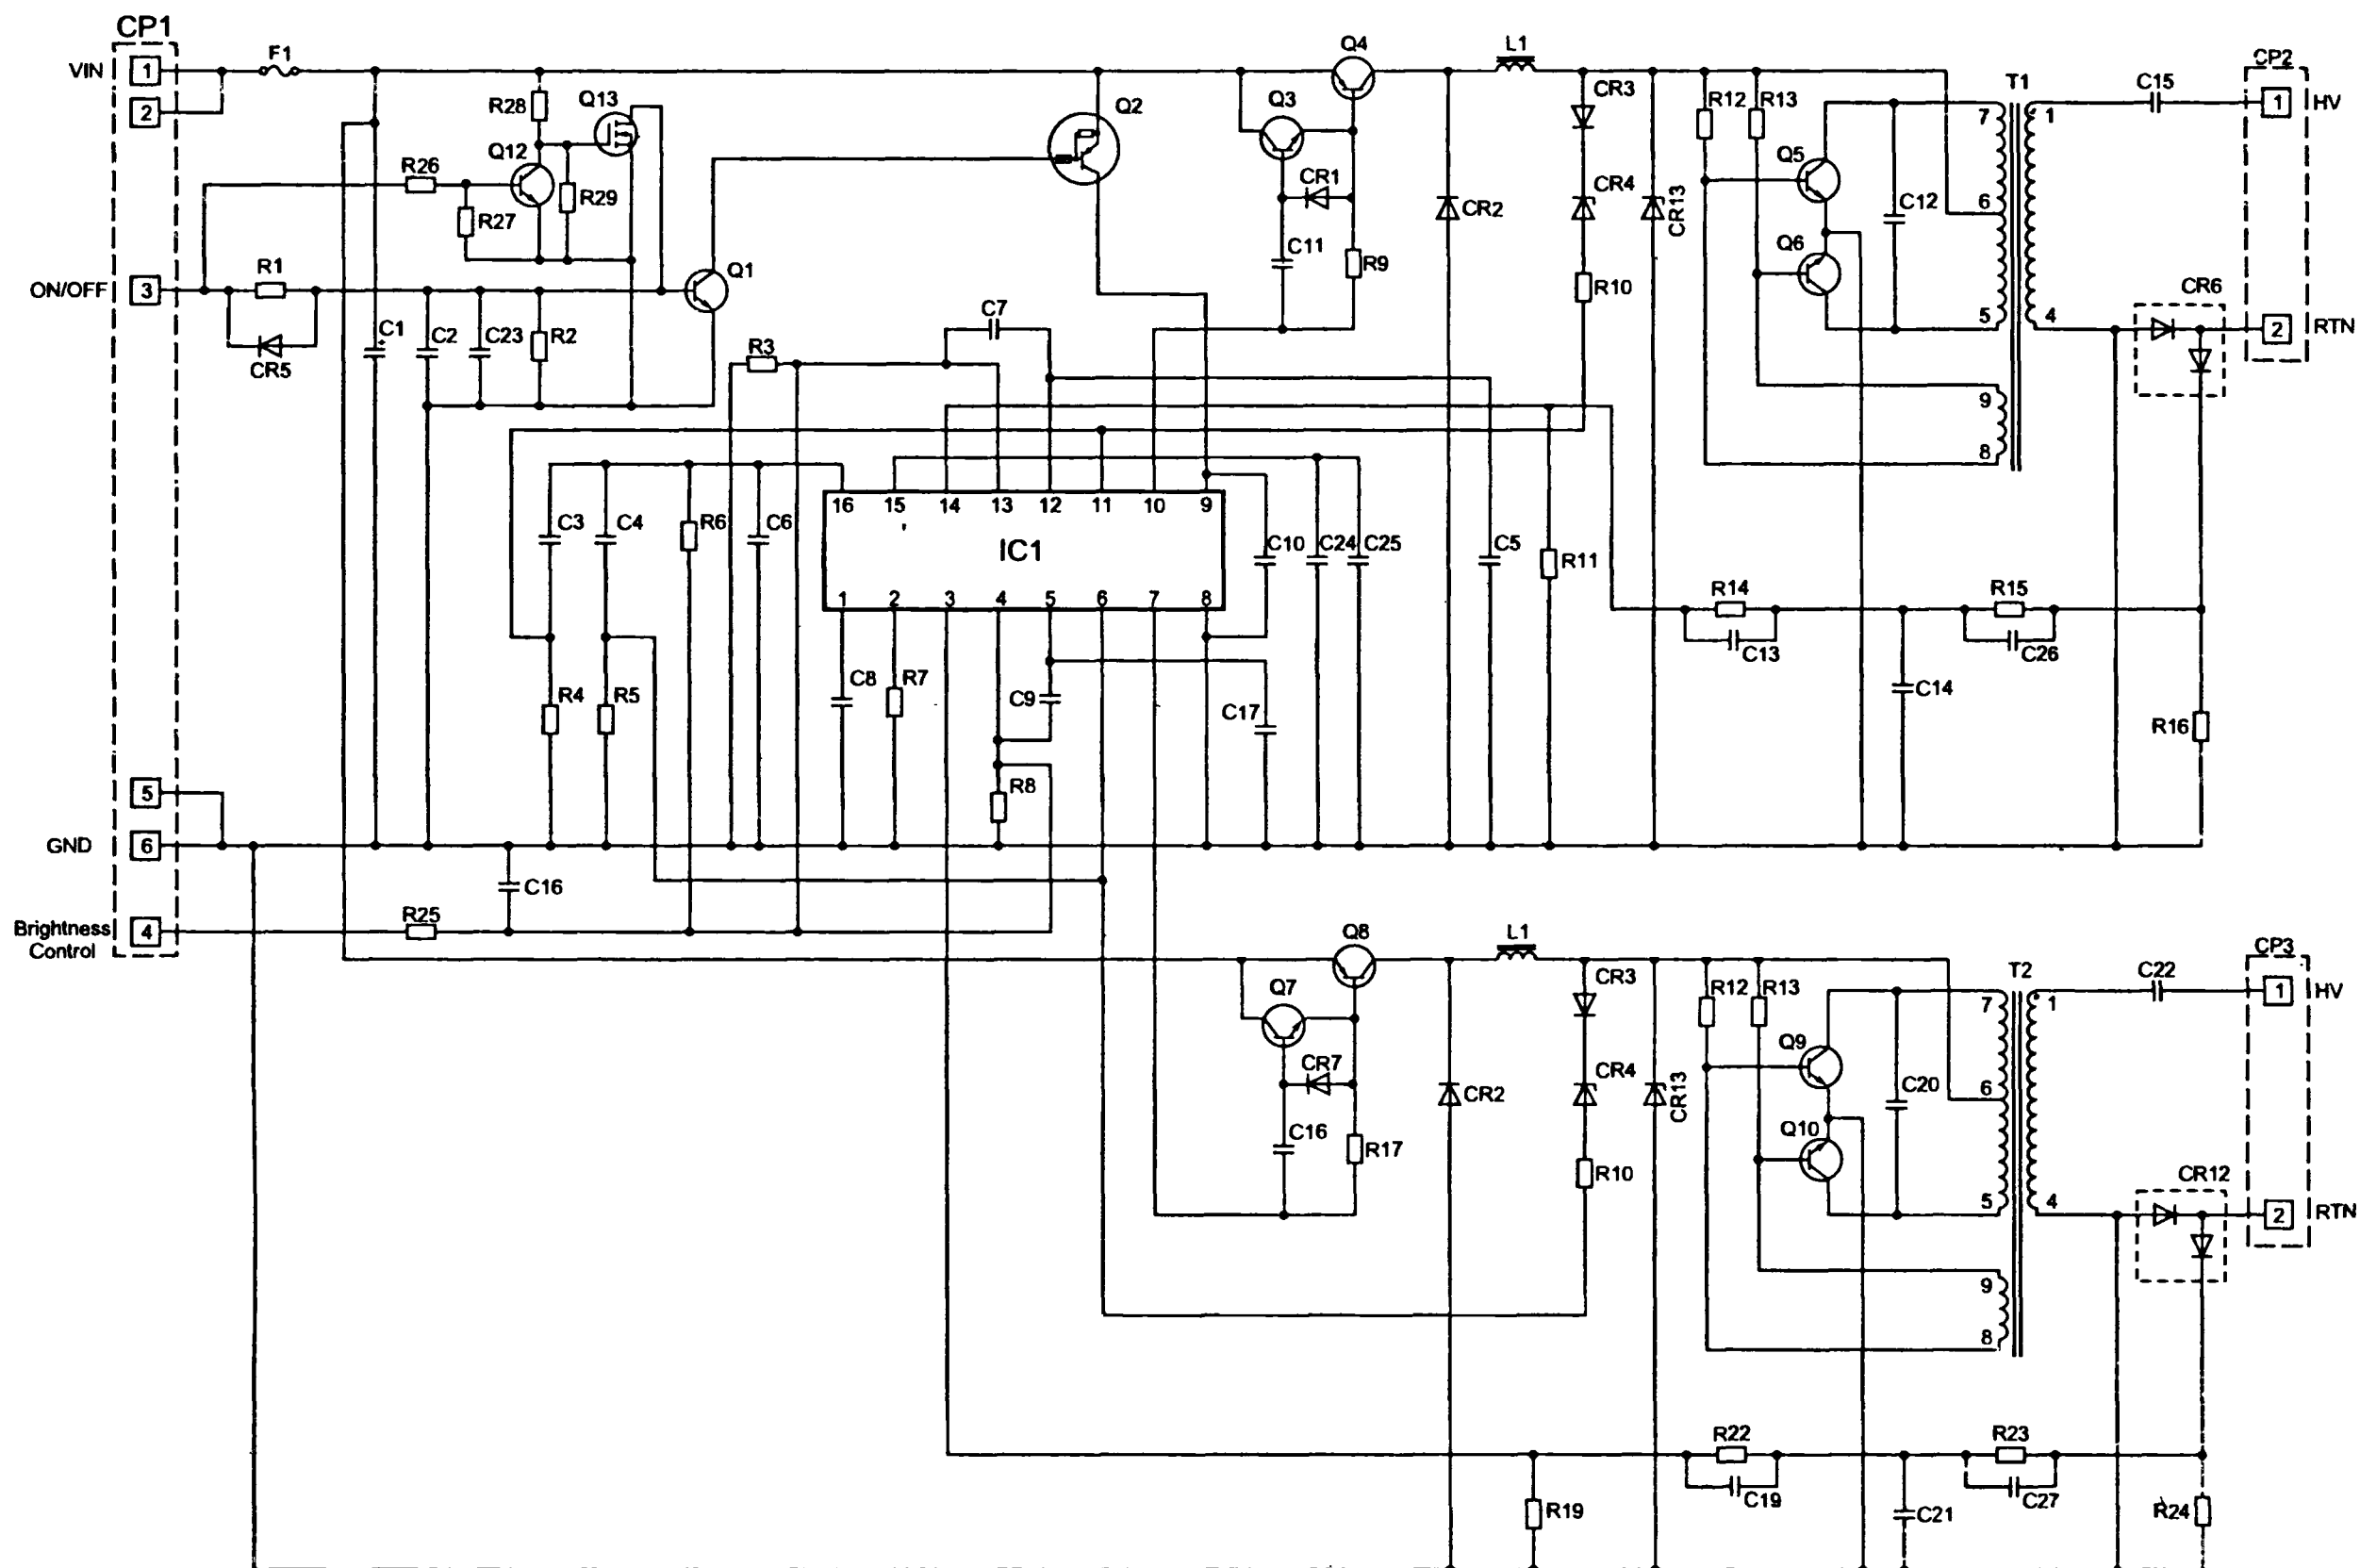 CP1
VIN 1 F1 Q4 L1
2
R28 Q13 Q2 Q3 CR3 R12 R13 T1 C15 CP2
7 1 1 HV
Q12 R26 R27 R29 CR1 CR2 CR4 CR13 Q5 C12 6
C11 R9 Q6
ON/OFF 3 R1 Q1 R10 CR6
CR5 C1 + C2 C23 R2 R3 C7 5 4 2 RTN
9
8
16 15 14 13 12 11 10 9
C3 C4 R6 C6 IC1 C10 C24 C25 C5 R11
1 2 3 4 5 6 7 8
R14 R15
C13 C26
R4 R5 C8 R7 C9 C17 C14 R16
5 R8
GND 6
C16
Brightness
Control
4 R25 Q8 L1
Q7 CR3 R12 R13 T2 C22 CP3
7 1 1 HV
CR7 CR2 CR4 CR13 Q9 C20 6
C16 R17 R10 Q10 CR12
5 4 2 RTN
9
8
R22 R23
C19 C27
R19 C21 R24